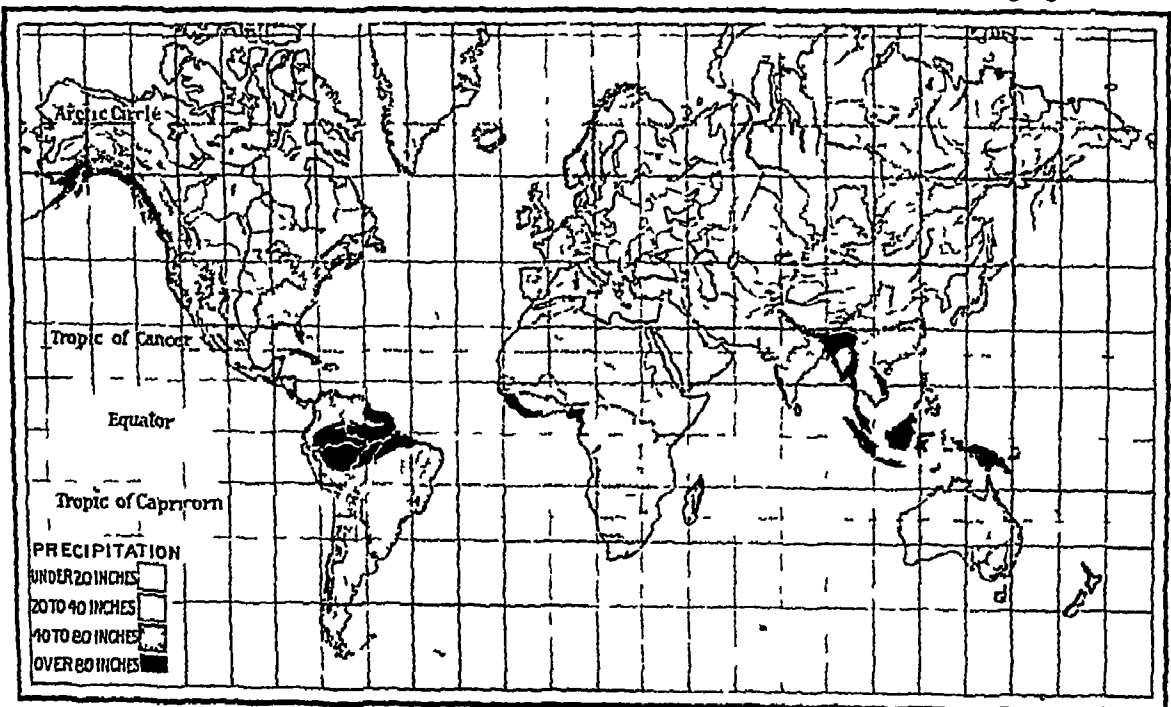 Arctic Circle
Tropic of Cancer
Equator
Tropic of Capricorn
PRECIPITATION
UNDER 20 INCHES
20 TO 40 INCHES
40 TO 80 INCHES
OVER 80 INCHES